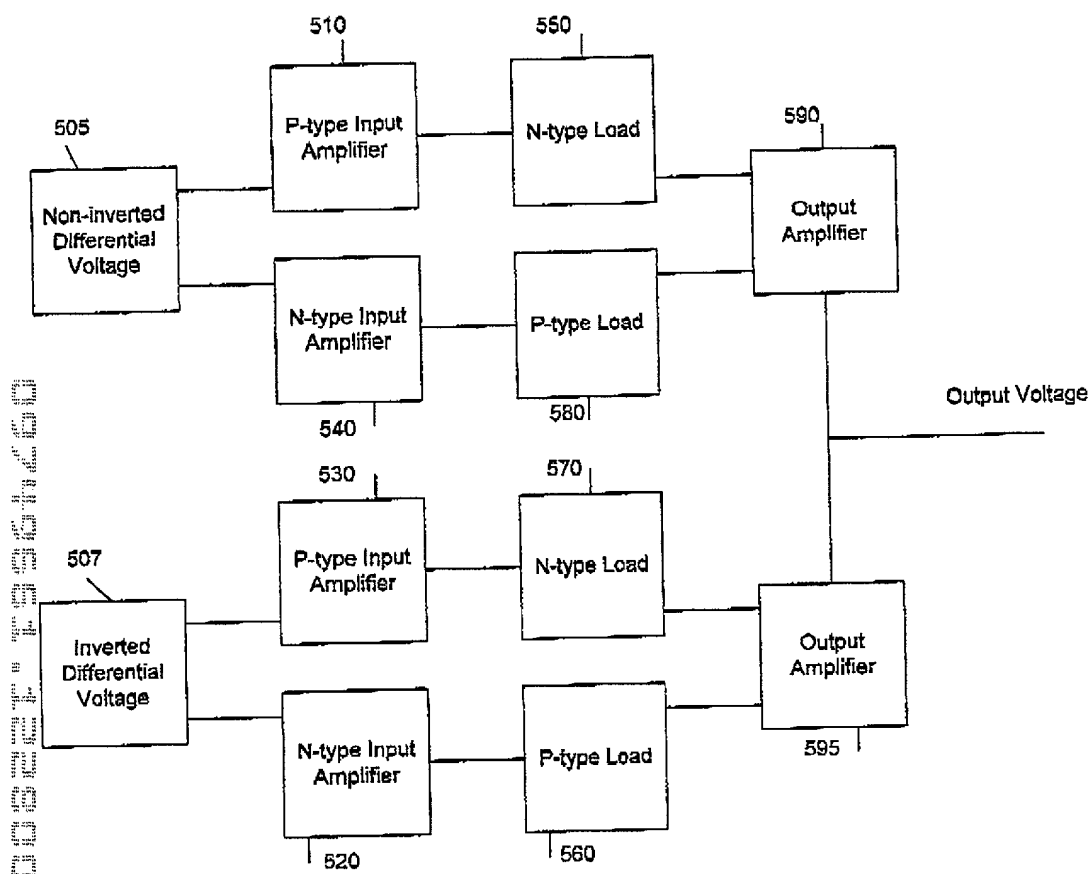 510
550
P-type Input
Amplifier
N-type Load
505
590
Non-inverted
Differential
Voltage
Output
Amplifier
N-type Input
Amplifier
P-type Load
540
580
Output Voltage
530
570
P-type Input
Amplifier
N-type Load
507
Inverted
Differential
Voltage
Output
Amplifier
N-type Input
Amplifier
P-type Load
595
520
560